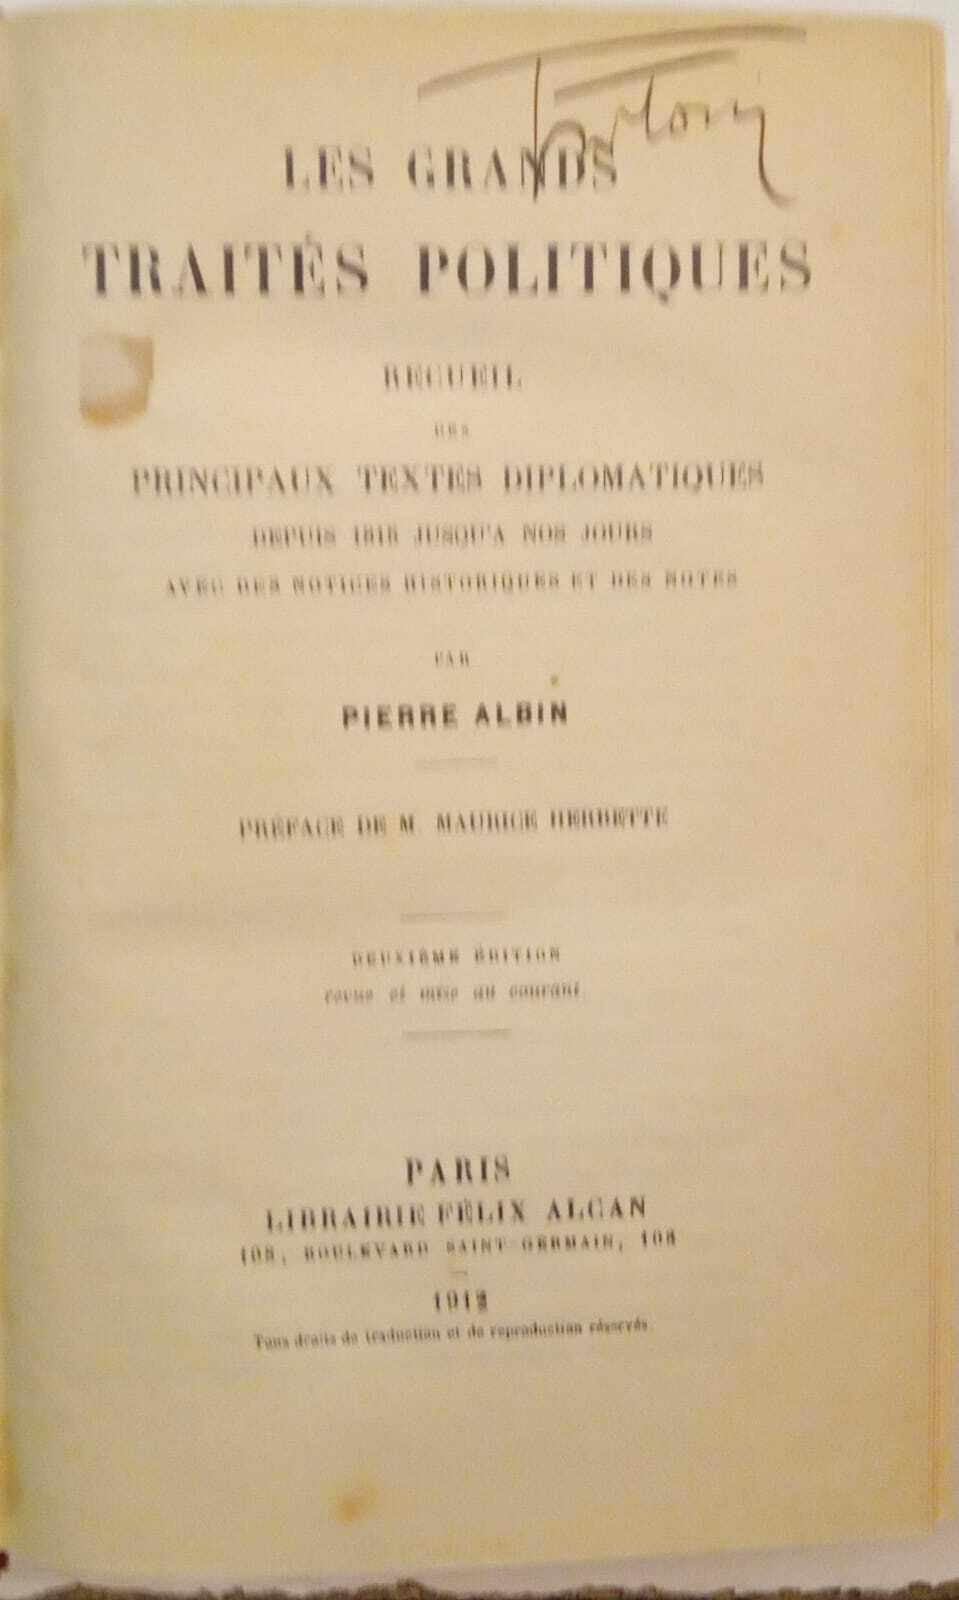 LES GRANDS
TRAITÉS POLITIQUES
RECUEIL
DES
PRINCIPAUX TEXTES DIPLOMATIQUES
DEPUIS 1815 JUSQU'A NOS JOURS
AVEC DES NOTICES HISTORIQUES ET DES NOTES
PAR
PIERRE ALBIN
PRÉFACE DE M. MAURICE HERBETTE
DEUXIÈME ÉDITION
revue et mise au courant
PARIS
LIBRAIRIE FÉLIX ALCAN
108, BOULEVARD SAINT-GERMAIN, 108
1912
Tous droits de traduction et de reproduction réservés.